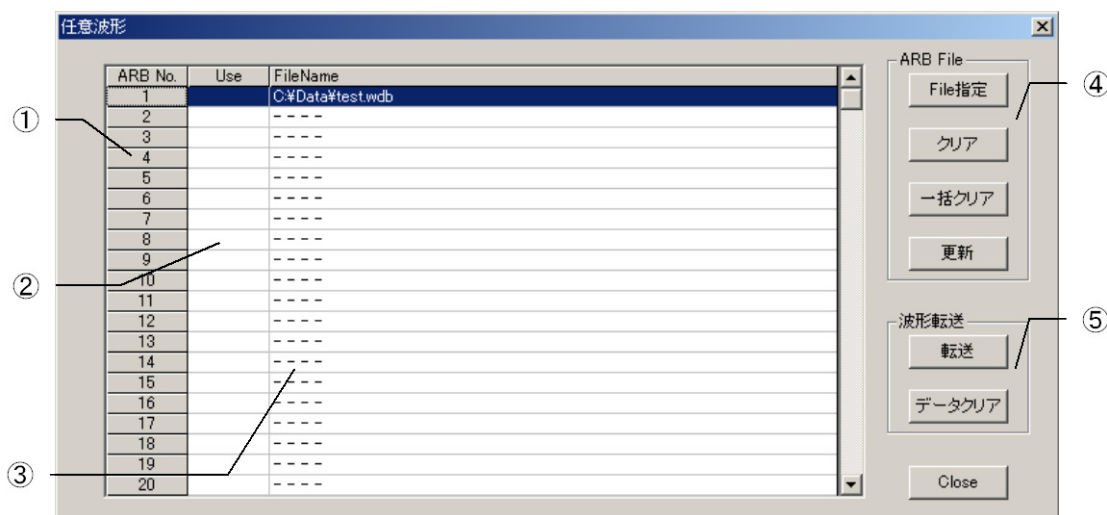 任意波形
ARB No. Use FileName
1 C:¥Data¥test.wdb
2 - - - -
3 - - - -
4 - - - -
5 - - - -
6 - - - -
7 - - - -
8 - - - -
9 - - - -
10 - - - -
11 - - - -
12 - - - -
13 - - - -
14 - - - -
15 - - - -
16 - - - -
17 - - - -
18 - - - -
19 - - - -
20 - - - -
ARB File
File指定
クリア
一括クリア
更新
波形転送
転送
データクリア
Close
①
②
③
④
⑤